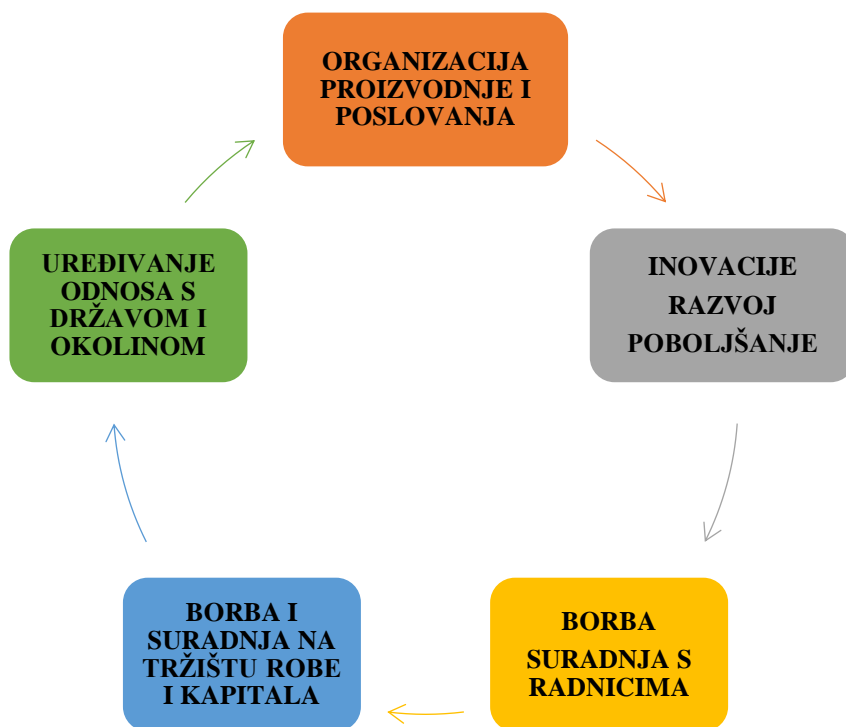 ORGANIZACIJA
PROIZVODNJE I
POSLOVANJA
INOVACIJE
RAZVOJ
POBOLJŠANJE
BORBA
SURADNJA S
RADNICIMA
BORBA I
SURADNJA NA
TRŽIŠTU ROBE
I KAPITALA
UREĐIVANJE
ODNOSA S
DRŽAVOM I
OKOLINOM